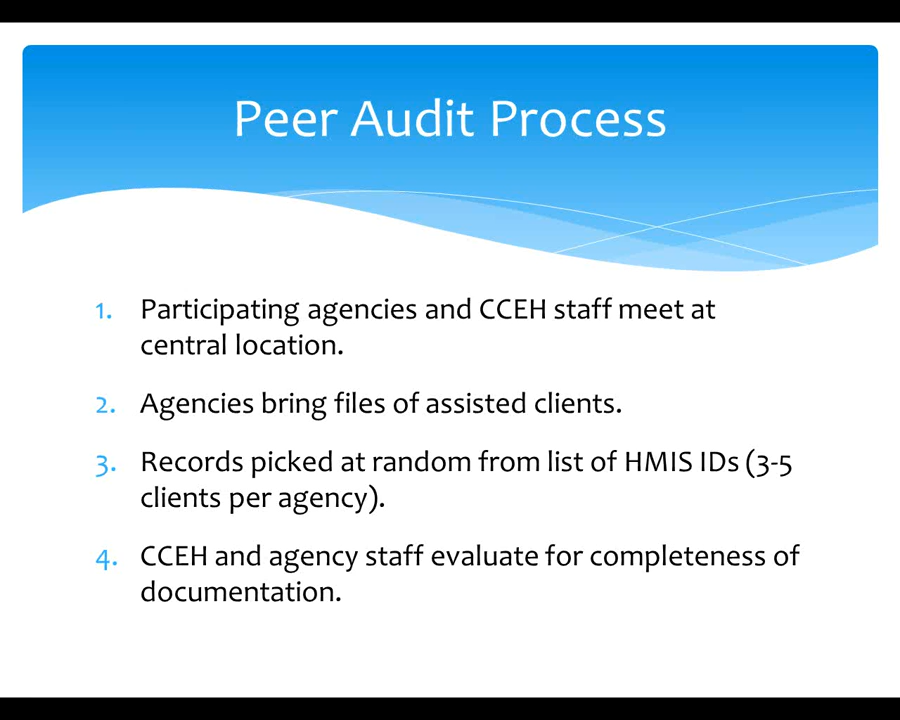 Peer Audit Process
1. Participating agencies and CCEH staff meet at
central location.
2. Agencies bring files of assisted clients.
3. Records picked at random from list of HMIS IDs (3-5
clients per agency).
4. CCEH and agency staff evaluate for completeness of
documentation.